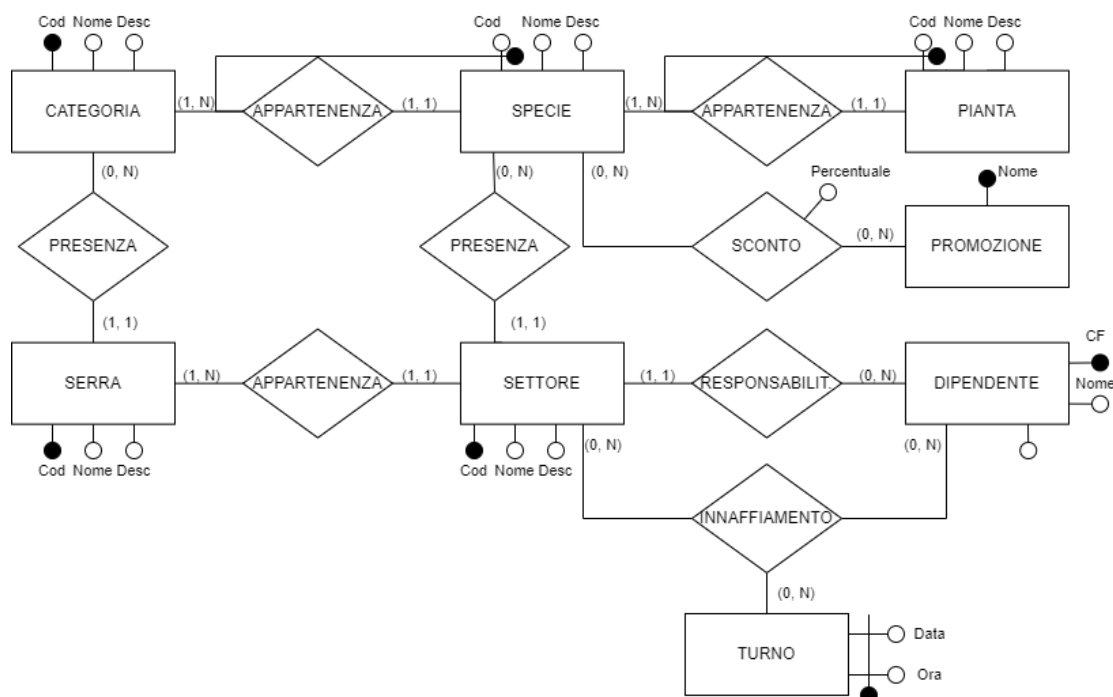 Cod Nome Desc
Cod Nome Desc
Cod Nome Desc
CATEGORIA
(1, N)
APPARTENENZA
(1, 1)
SPECIE
(1, N)
APPARTENENZA
(1, 1)
PIANTA
(0, N)
(0, N)
(0, N)
Percentuale
Nome
PRESENZA
PRESENZA
SCONTO
(0, N)
PROMOZIONE
(1, 1)
(1, 1)
SERRA
(1, N)
APPARTENENZA
(1, 1)
SETTORE
(1, 1)
RESPONSABILIT.
(0, N)
DIPENDENTE
CF
Nome
(0, N)
(0, N)
Cod Nome Desc
Cod Nome Desc
INNAFFIAMENTO
(0, N)
TURNO
Data
Ora